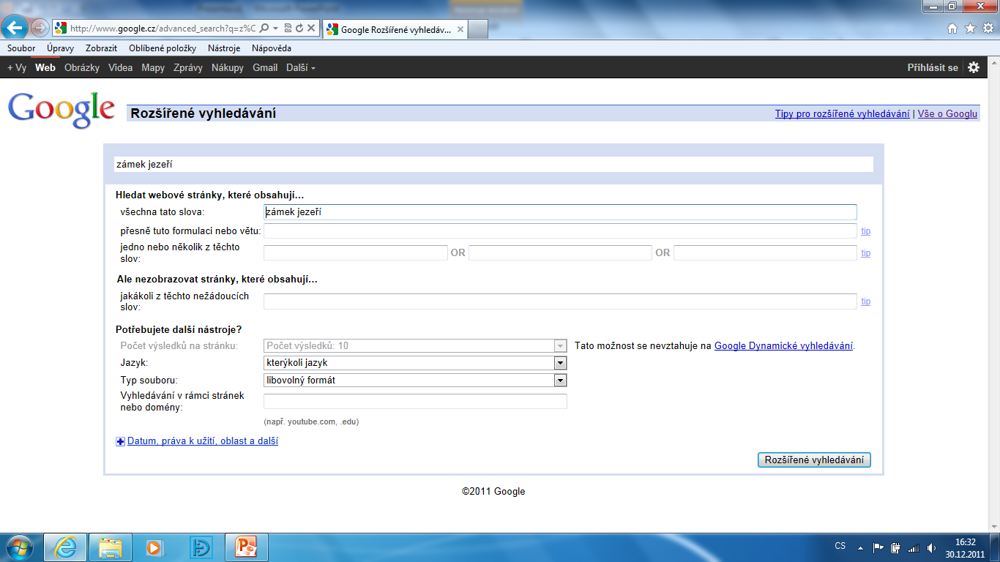 http://www.google.cz/advanced_search?q=z%C
Google Rozšířené vyhledáv...
Soubor Úpravy Zobrazit Oblíbené položky Nástroje Nápověda
+ Vy Web Obrázky Videa Mapy Zprávy Nákupy Gmail Další
Přihlásit se
Google
Rozšířené vyhledávání
Tipy pro rozšířené vyhledávání | Vše o Googlu
zámek jezeří
Hledat webové stránky, které obsahují...
všechna tato slova: zámek jezeří
přesně tuto formulaci nebo větu: tip
jedno nebo několik z těchto
slov: OR OR tip
Ale nezobrazovat stránky, které obsahují...
jakákoli z těchto nežádoucích
slov: tip
Potřebujete další nástroje?
Počet výsledků na stránku: Počet výsledků: 10 Tato možnost se nevztahuje na Google Dynamické vyhledávání.
Jazyk: kterýkoli jazyk
Typ souboru: libovolný formát
Vyhledávání v rámci stránek
nebo domény:
(např. youtube.com, .edu)
Datum, práva k užití, oblast a další
Rozšířené vyhledávání
©2011 Google
CS
16:32
30.12.2011